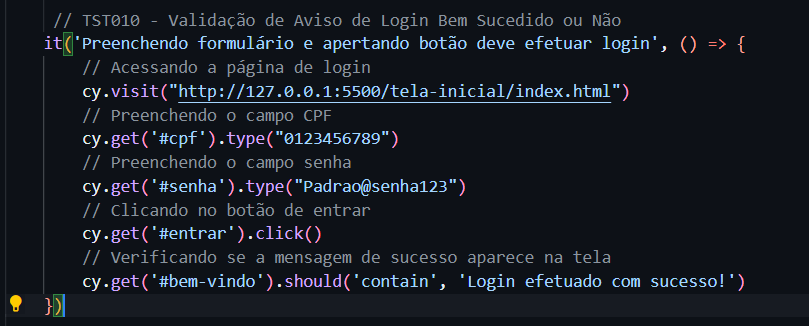 // TST010 - Validação de Aviso de Login Bem Sucedido ou Não
it('Preenchendo formulário e apertando botão deve efetuar login', () => {
// Acessando a página de login
cy.visit("http://127.0.0.1:5500/tela-inicial/index.html")
// Preenchendo o campo CPF
cy.get('#cpf').type("0123456789")
// Preenchendo o campo senha
cy.get('#senha').type("Padrao@senha123")
// Clicando no botão de entrar
cy.get('#entrar').click()
// Verificando se a mensagem de sucesso aparece na tela
cy.get('#bem-vindo').should('contain', 'Login efetuado com sucesso!')
})